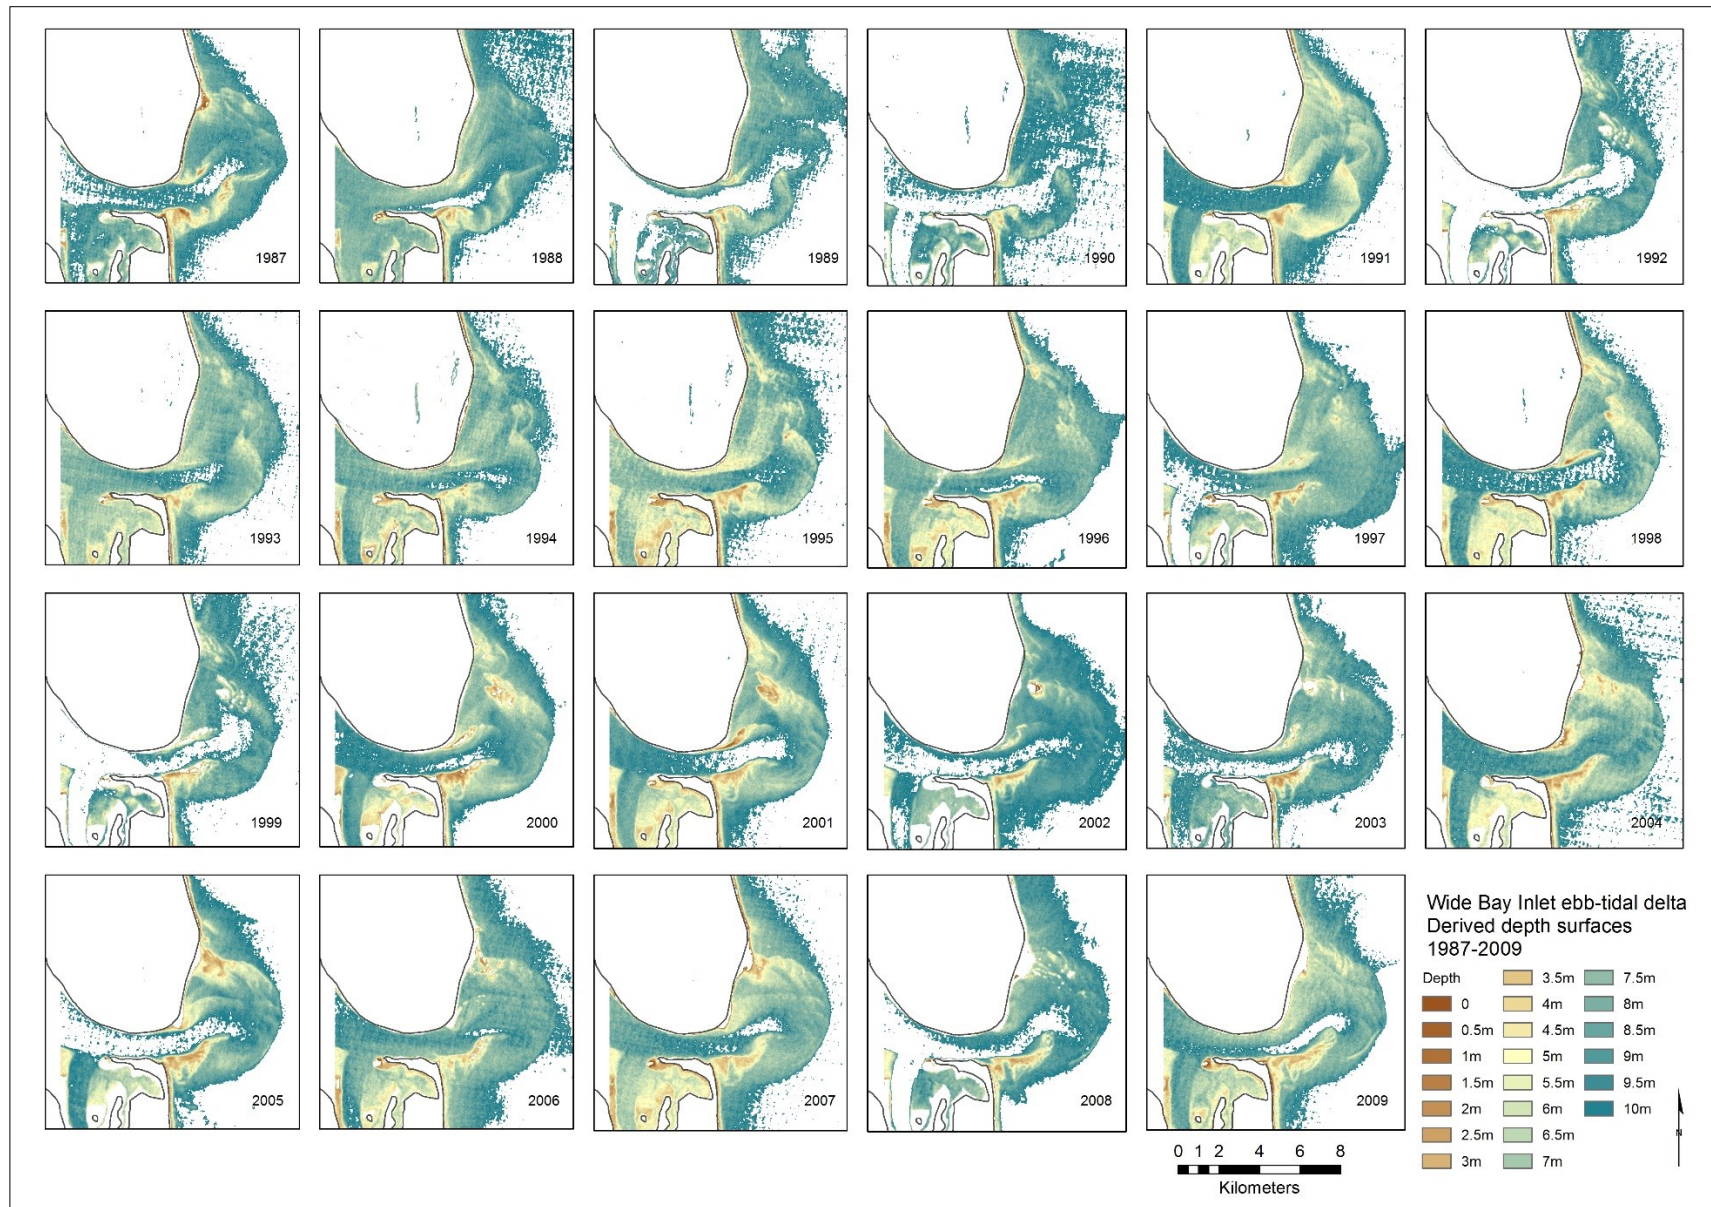 1987
1988
1989
1990
1991
1992
1993
1994
1995
1996
1997
1998
1999
2000
2001
2002
2003
2004
2005
2006
2007
2008
2009
Wide Bay Inlet ebb-tidal delta
Derived depth surfaces
1987-2009
Depth
0
0.5m
1m
1.5m
2m
2.5m
3m
3.5m
4m
4.5m
5m
5.5m
6m
6.5m
7m
7.5m
8m
8.5m
9m
9.5m
10m
N
0 1 2 4 6 8
Kilometers